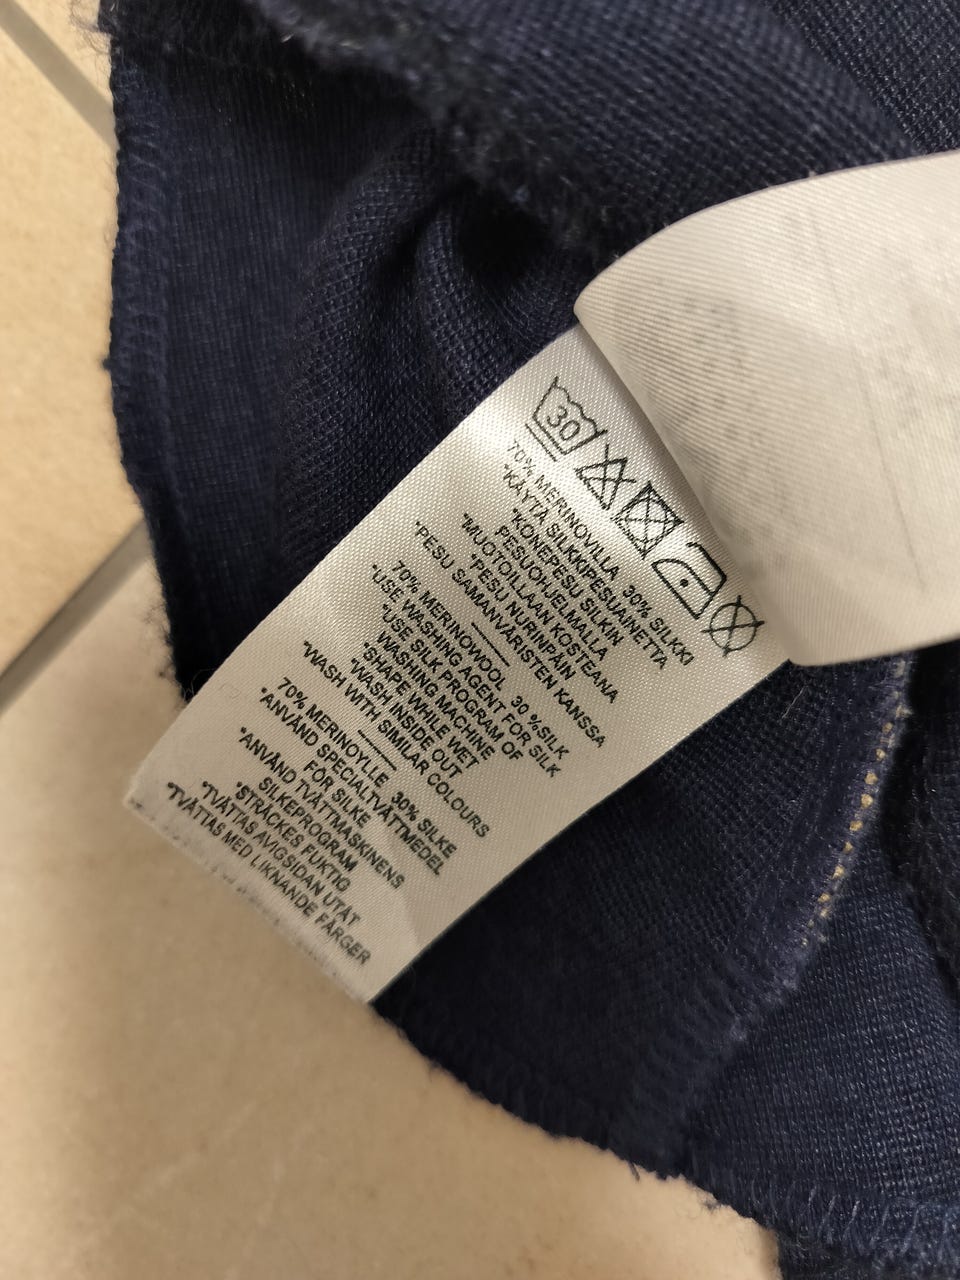 30
70% MERINOVILLA 30% SILKKI
*KÄYTÄ SILKKIPESUAINETTA
*KONEPESU SILKIN
PESUOHJELMALLA
*MUOTOILLAAN KOSTEANA
*PESU NURINPÄIN
*PESU SAMANVÄRISTEN KANSSA
70% MERINOWOL 30 %SILK
*USE WASHING AGENT FOR SILK
*USE SILK PROGRAM OF
WASHING MACHINE
*SHAPE WHILE WET
*WASH INSIDE OUT
*WASH WITH SIMILAR COLOURS
70% MERINOYLLE 30% SILKE
*ANVÄND SPECIALTVÄTTMEDEL
FÖR SILKE
*ANVÄND TVÄTTMASKINENS
SILKEPROGRAM
*STRÄCKES FUKTIG
*TVÄTTAS AVIGSIDAN UTÅT
*TVÄTTAS MED LIKNANDE FÄRGER